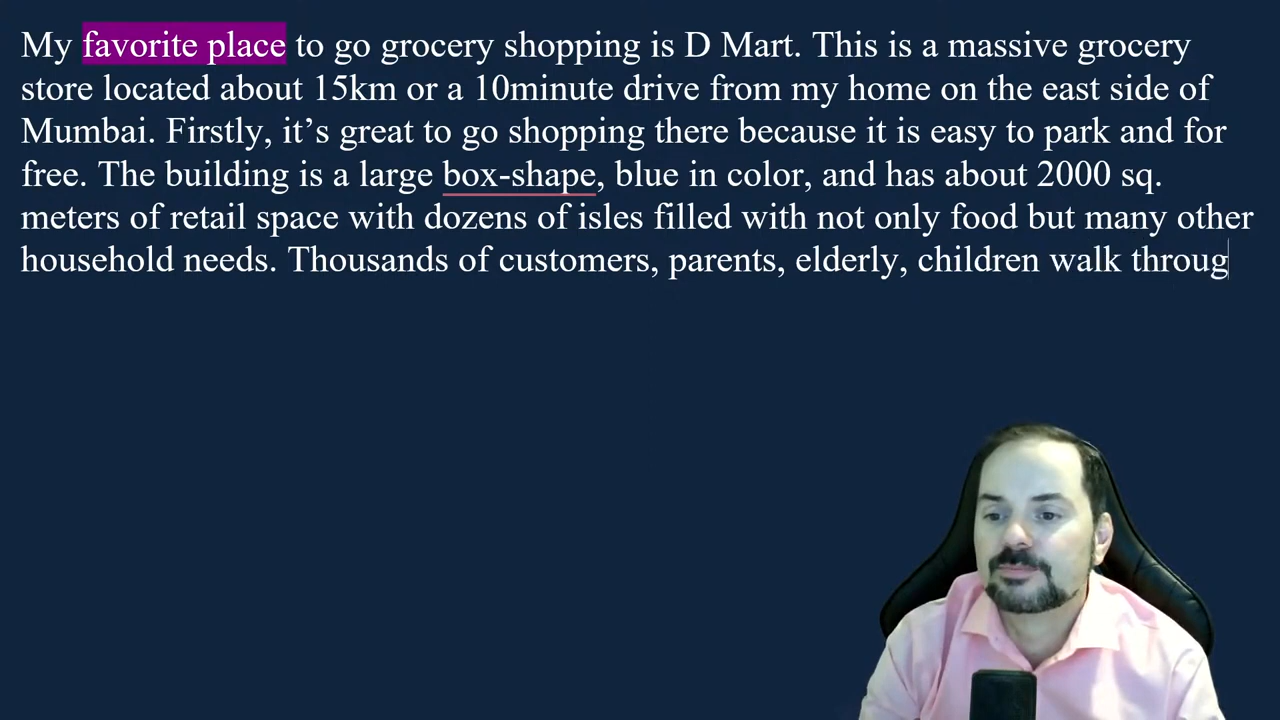 My favorite place to go grocery shopping is D Mart. This is a massive grocery
store located about 15km or a 10minute drive from my home on the east side of
Mumbai. Firstly, it’s great to go shopping there because it is easy to park and for
free. The building is a large box-shape, blue in color, and has about 2000 sq.
meters of retail space with dozens of isles filled with not only food but many other
household needs. Thousands of customers, parents, elderly, children walk throug